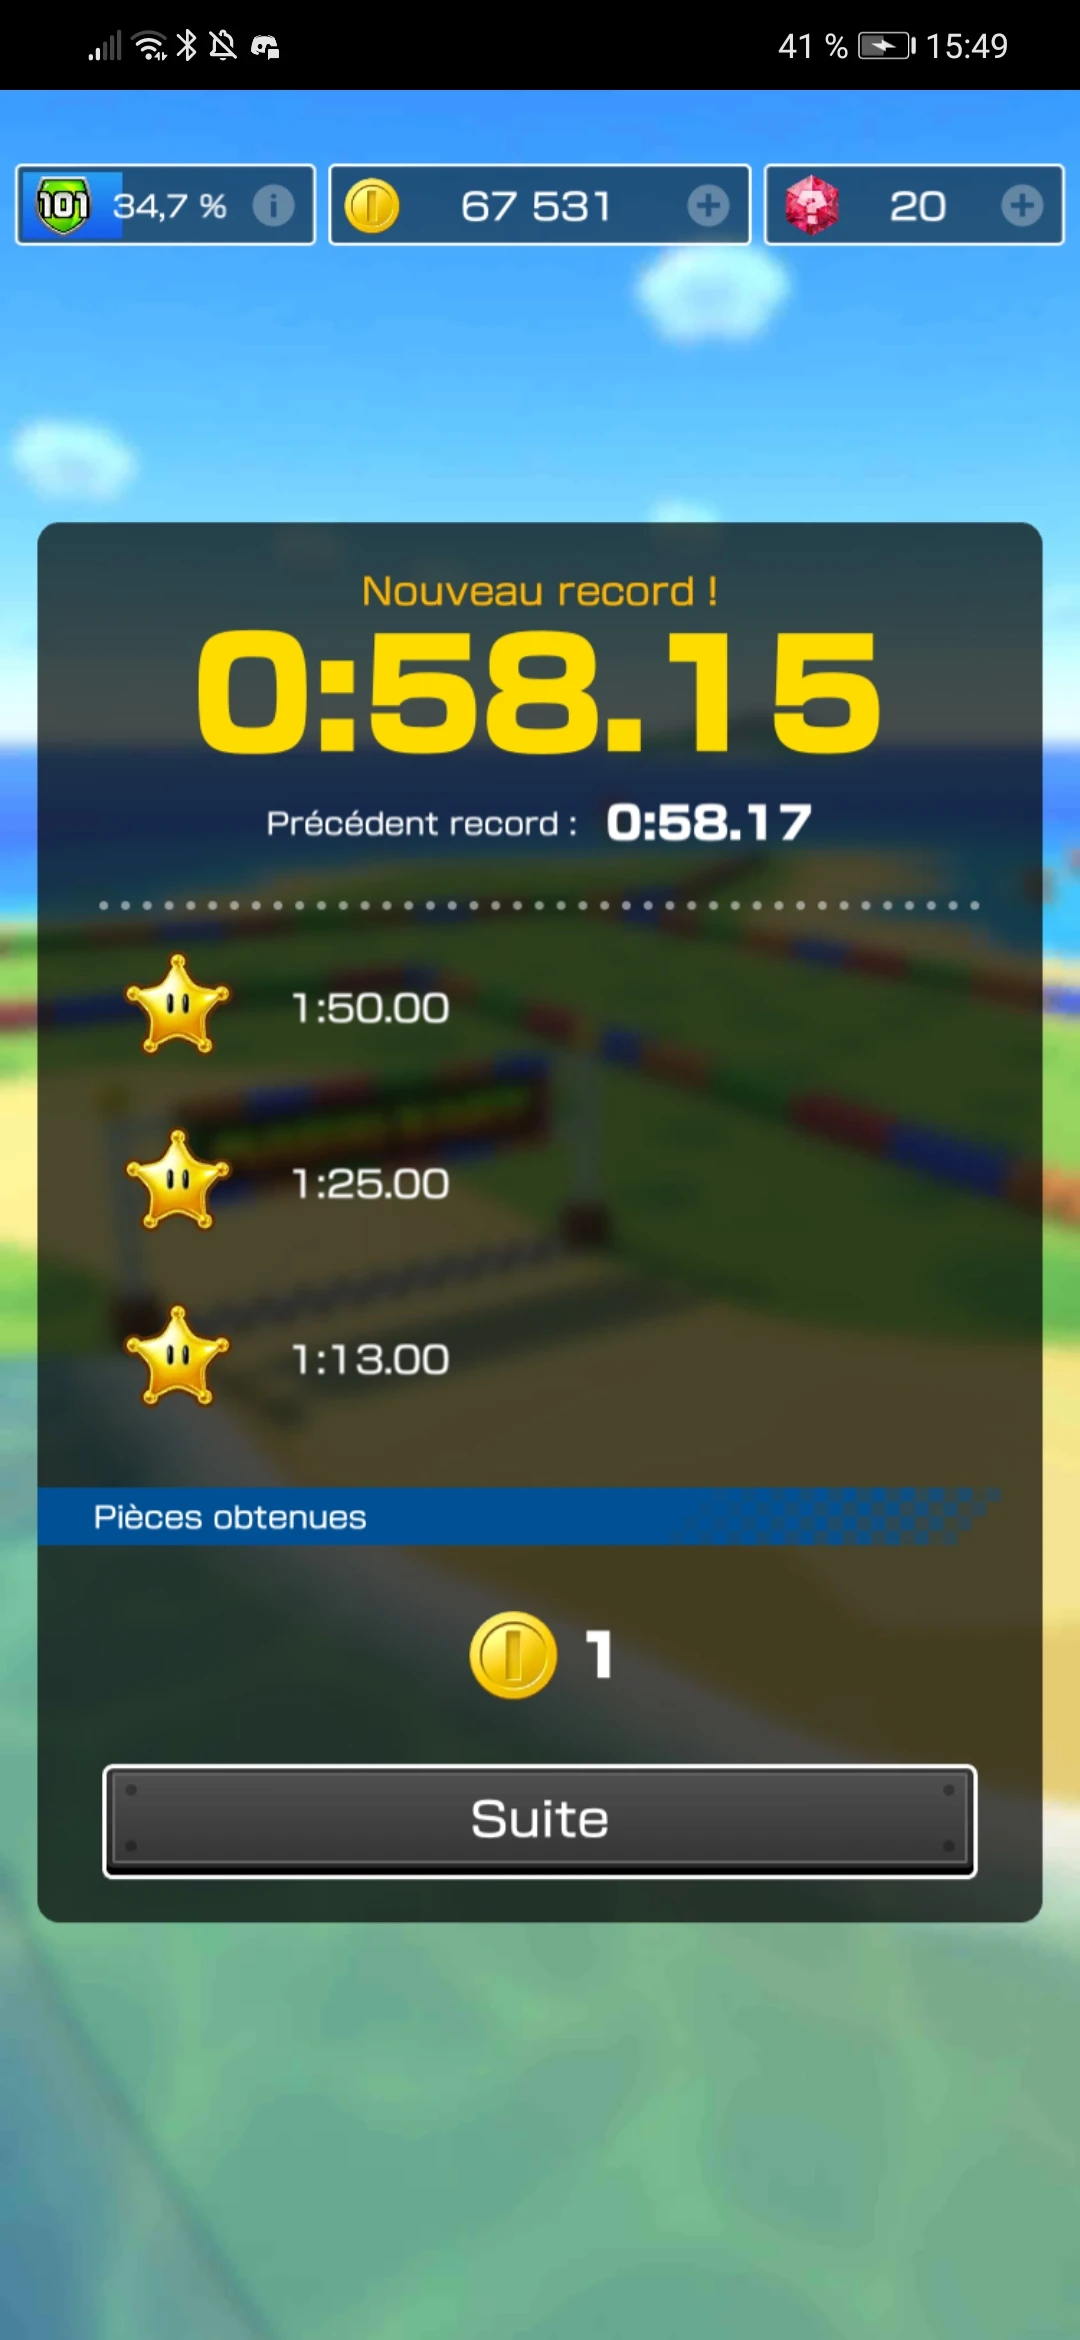 41 % 15:49
101 34,7 % i 67 531 20
Nouveau record !
0:58.15
Précédent record : 0:58.17
1:50.00
1:25.00
1:13.00
Pièces obtenues
1
Suite